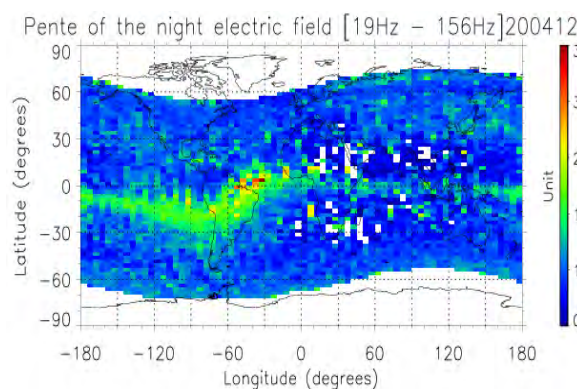 Pente of the night electric field [19Hz – 156Hz]200412
90
60
30
0
−30
−60
−90
Latitude (degrees)
−180 −120 −60 0 60 120 180
Longitude (degrees)
Unit